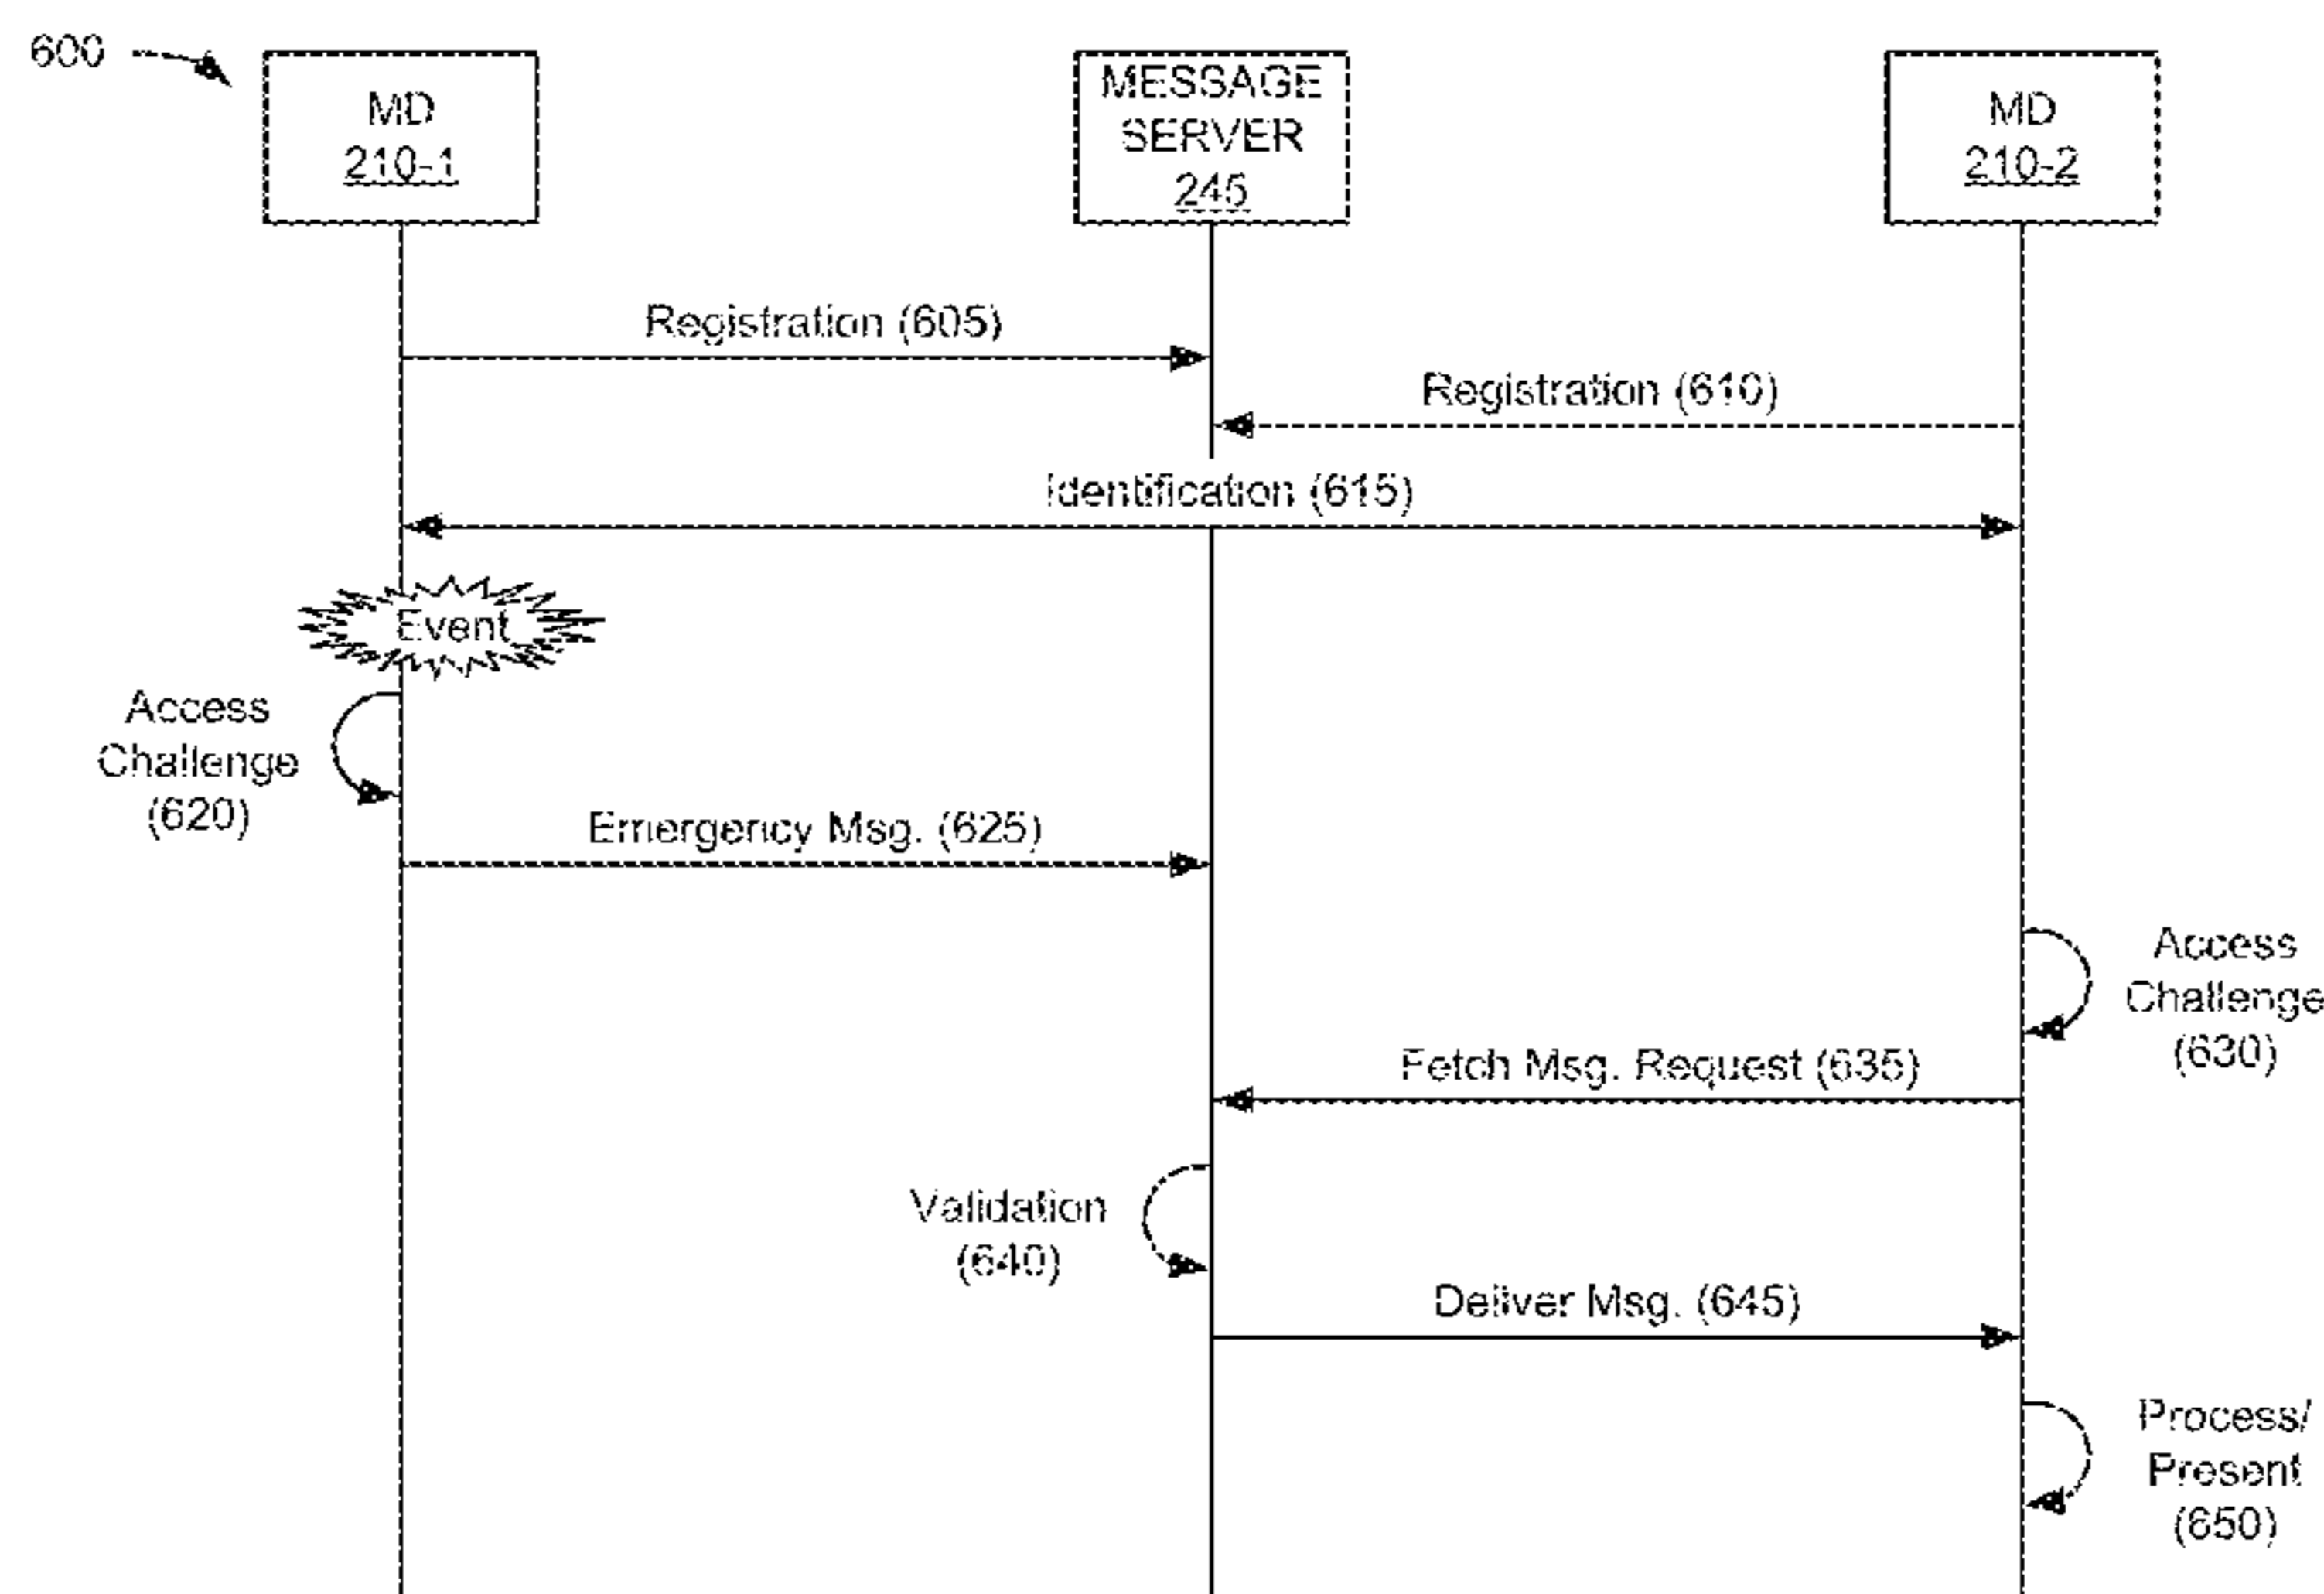 600
MD
210-1
MESSAGE
SERVER
245
MD
210-2
Registration (605)
Registration (610)
Identification (615)
Event
Access
Challenge
(620)
Emergency Msg. (625)
Access
Challenge
(630)
Fetch Msg. Request (635)
Validation
(640)
Deliver Msg. (645)
Process/
Present
(650)